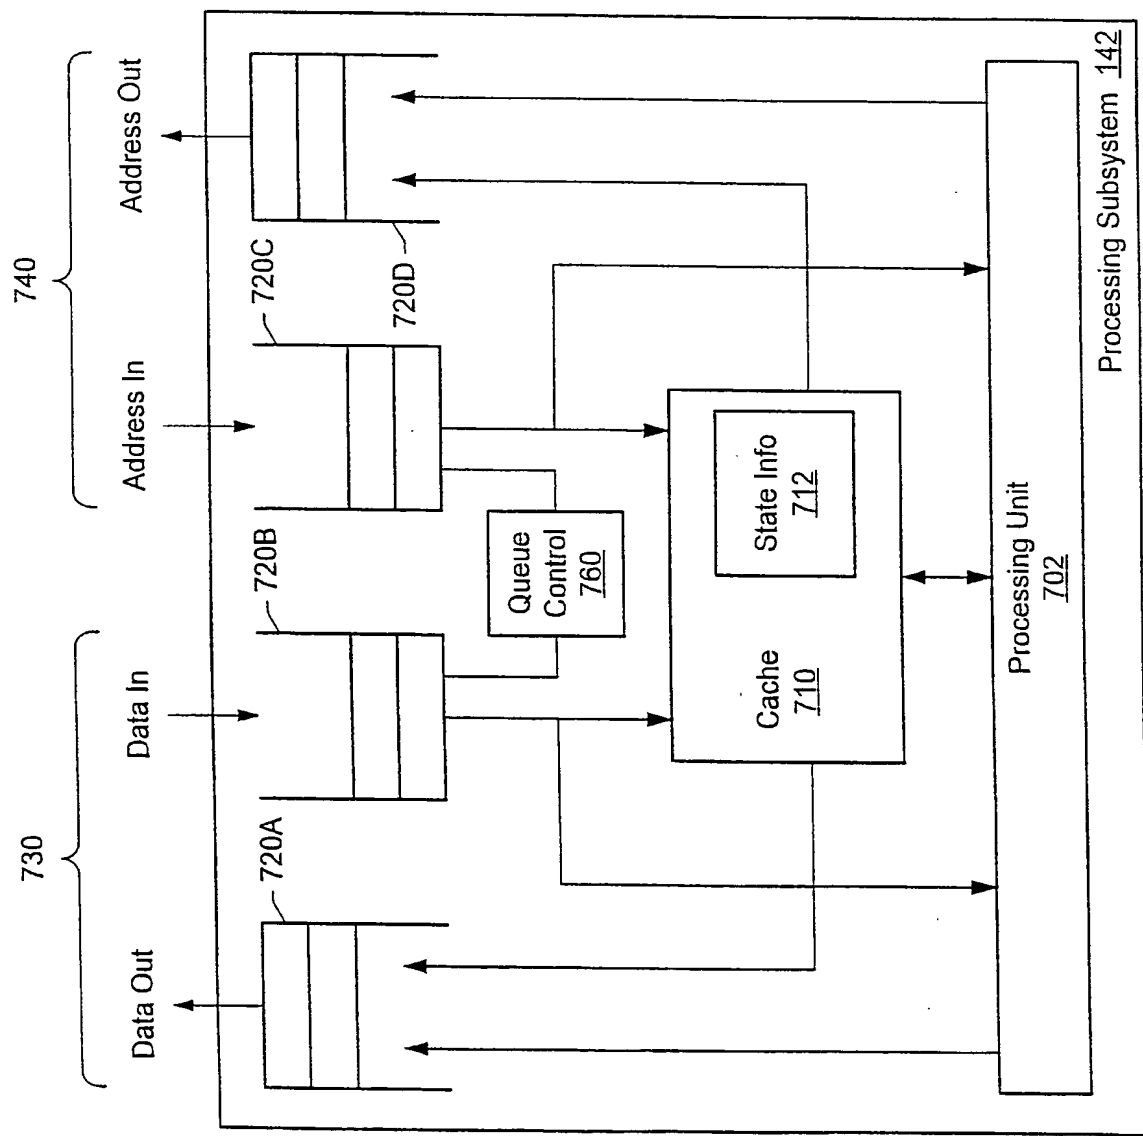 730
740
Data Out
Data In
Address In
Address Out
720A
720B
720C
720D
Queue
Control
760
Cache
710
State Info
712
Processing Unit
702
Processing Subsystem 142